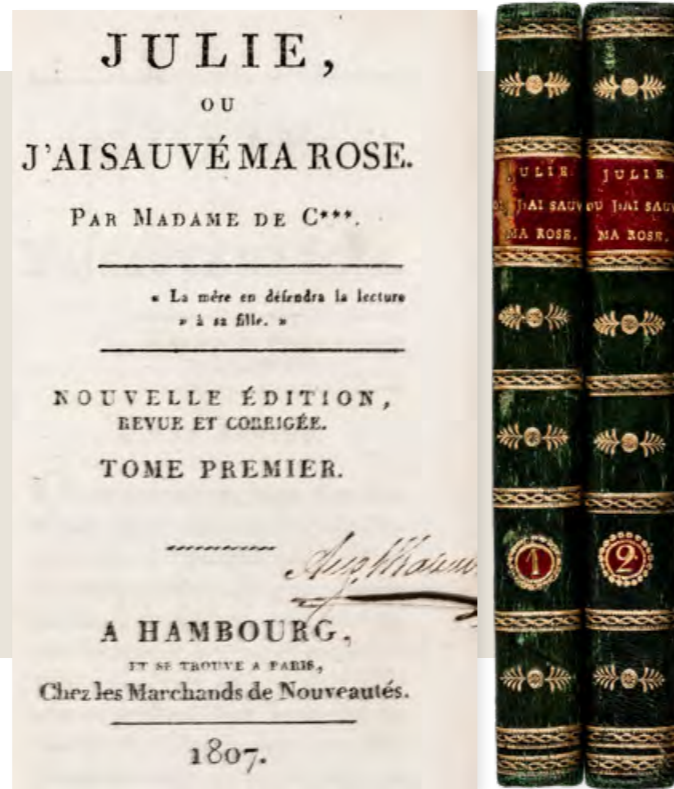 JULIE,
OU
J'AI SAUVÉ MA ROSE.
PAR MADAME DE C***.
« La mère en défendra la lecture
» à sa fille. »
NOUVELLE ÉDITION,
REVUE ET CORRIGÉE.
TOME PREMIER.
A HAMBOURG,
ET SE TROUVE A PARIS,
Chez les Marchands de Nouveautés.
1807.
JULIE
OU J'AI SAUV
MA ROSE.
1
JULIE
OU J'AI SAUV
MA ROSE.
2